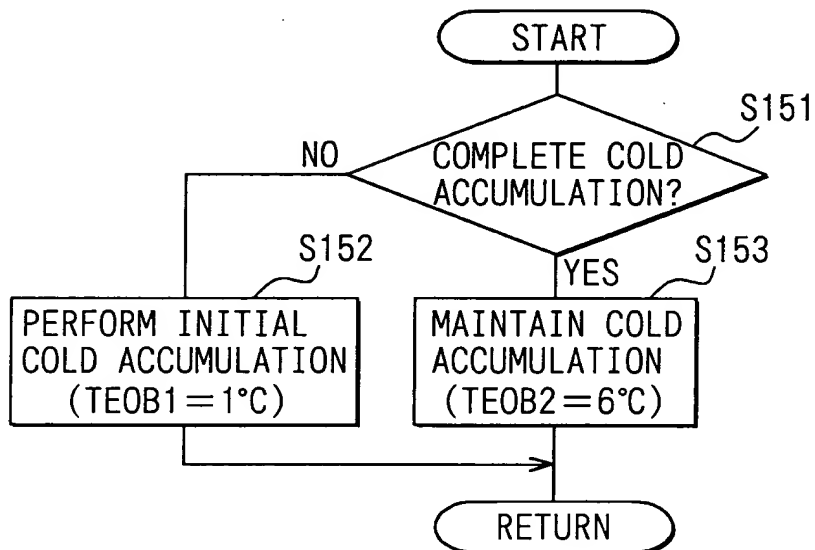 START
S151
COMPLETE COLD
ACCUMULATION?
NO
YES
S152
PERFORM INITIAL
COLD ACCUMULATION
(TEOB1=1°C)
S153
MAINTAIN COLD
ACCUMULATION
(TEOB2=6°C)
RETURN